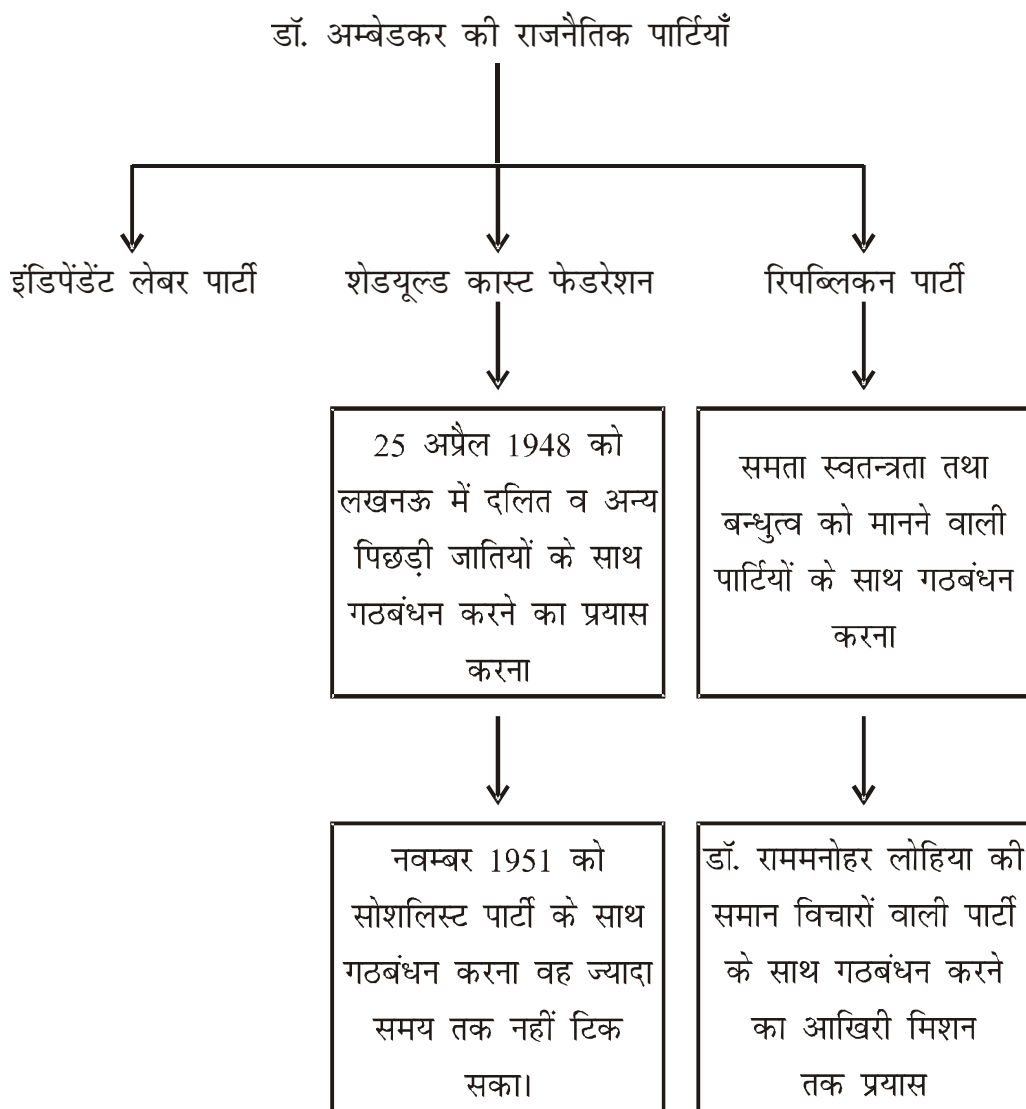 डॉ. अम्बेडकर की राजनैतिक पार्टियाँ
इंडिपेंडेंट लेबर पार्टी
शेडयूल्ड कास्ट फेडरेशन
रिपब्लिकन पार्टी
25 अप्रैल 1948 को
लखनऊ में दलित व अन्य
पिछड़ी जातियों के साथ
गठबंधन करने का प्रयास
करना
समता स्वतन्त्रता तथा
बन्धुत्व को मानने वाली
पार्टियों के साथ गठबंधन
करना
नवम्बर 1951 को
सोशलिस्ट पार्टी के साथ
गठबंधन करना वह ज्यादा
समय तक नहीं टिक
सका।
डॉ. राममनोहर लोहिया की
समान विचारों वाली पार्टी
के साथ गठबंधन करने
का आखिरी मिशन
तक प्रयास